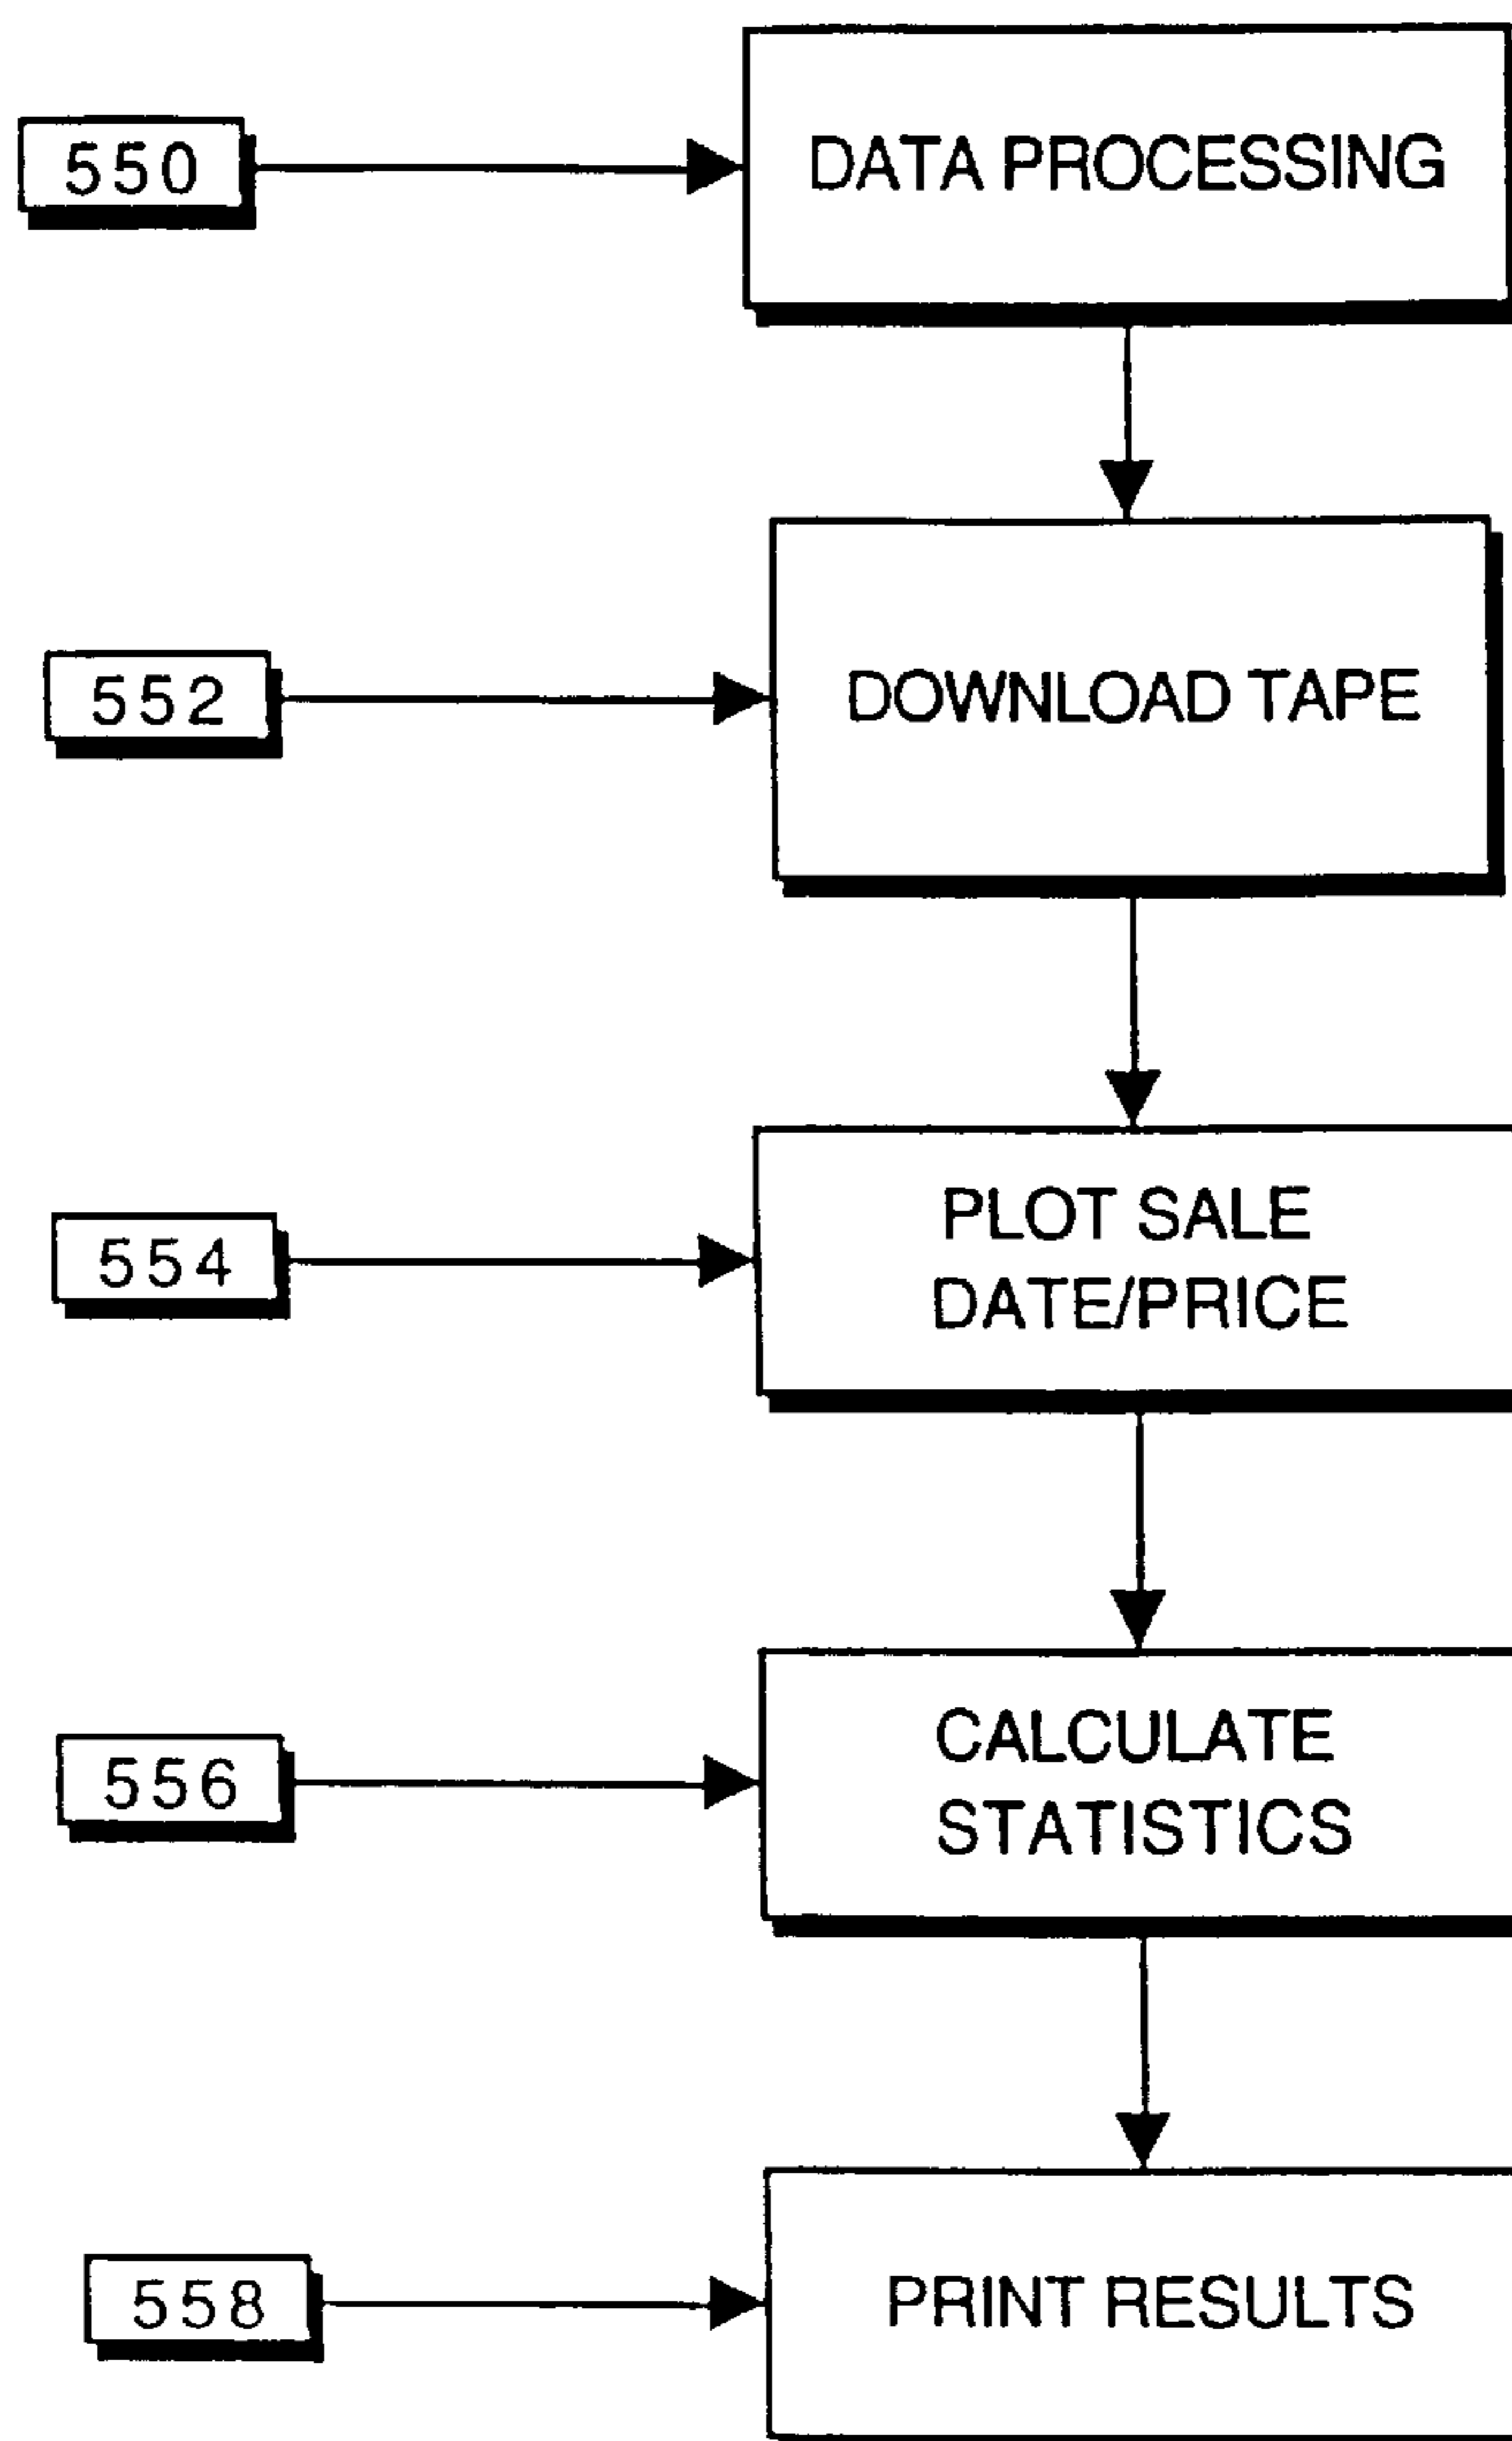 550
DATA PROCESSING
552
DOWNLOAD TAPE
554
PLOT SALE
DATE/PRICE
556
CALCULATE
STATISTICS
558
PRINT RESULTS